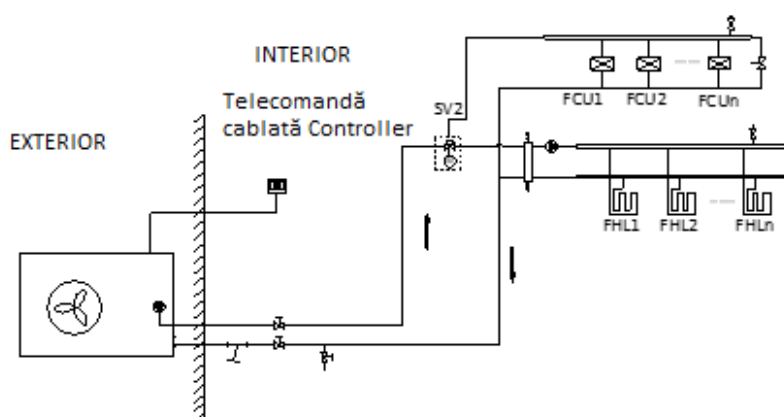 INTERIOR
Telecomandă
cablată Controller
EXTERIOR
SV2
FCU1 FCU2 FCUn
FHL1 FHL2 FHLn